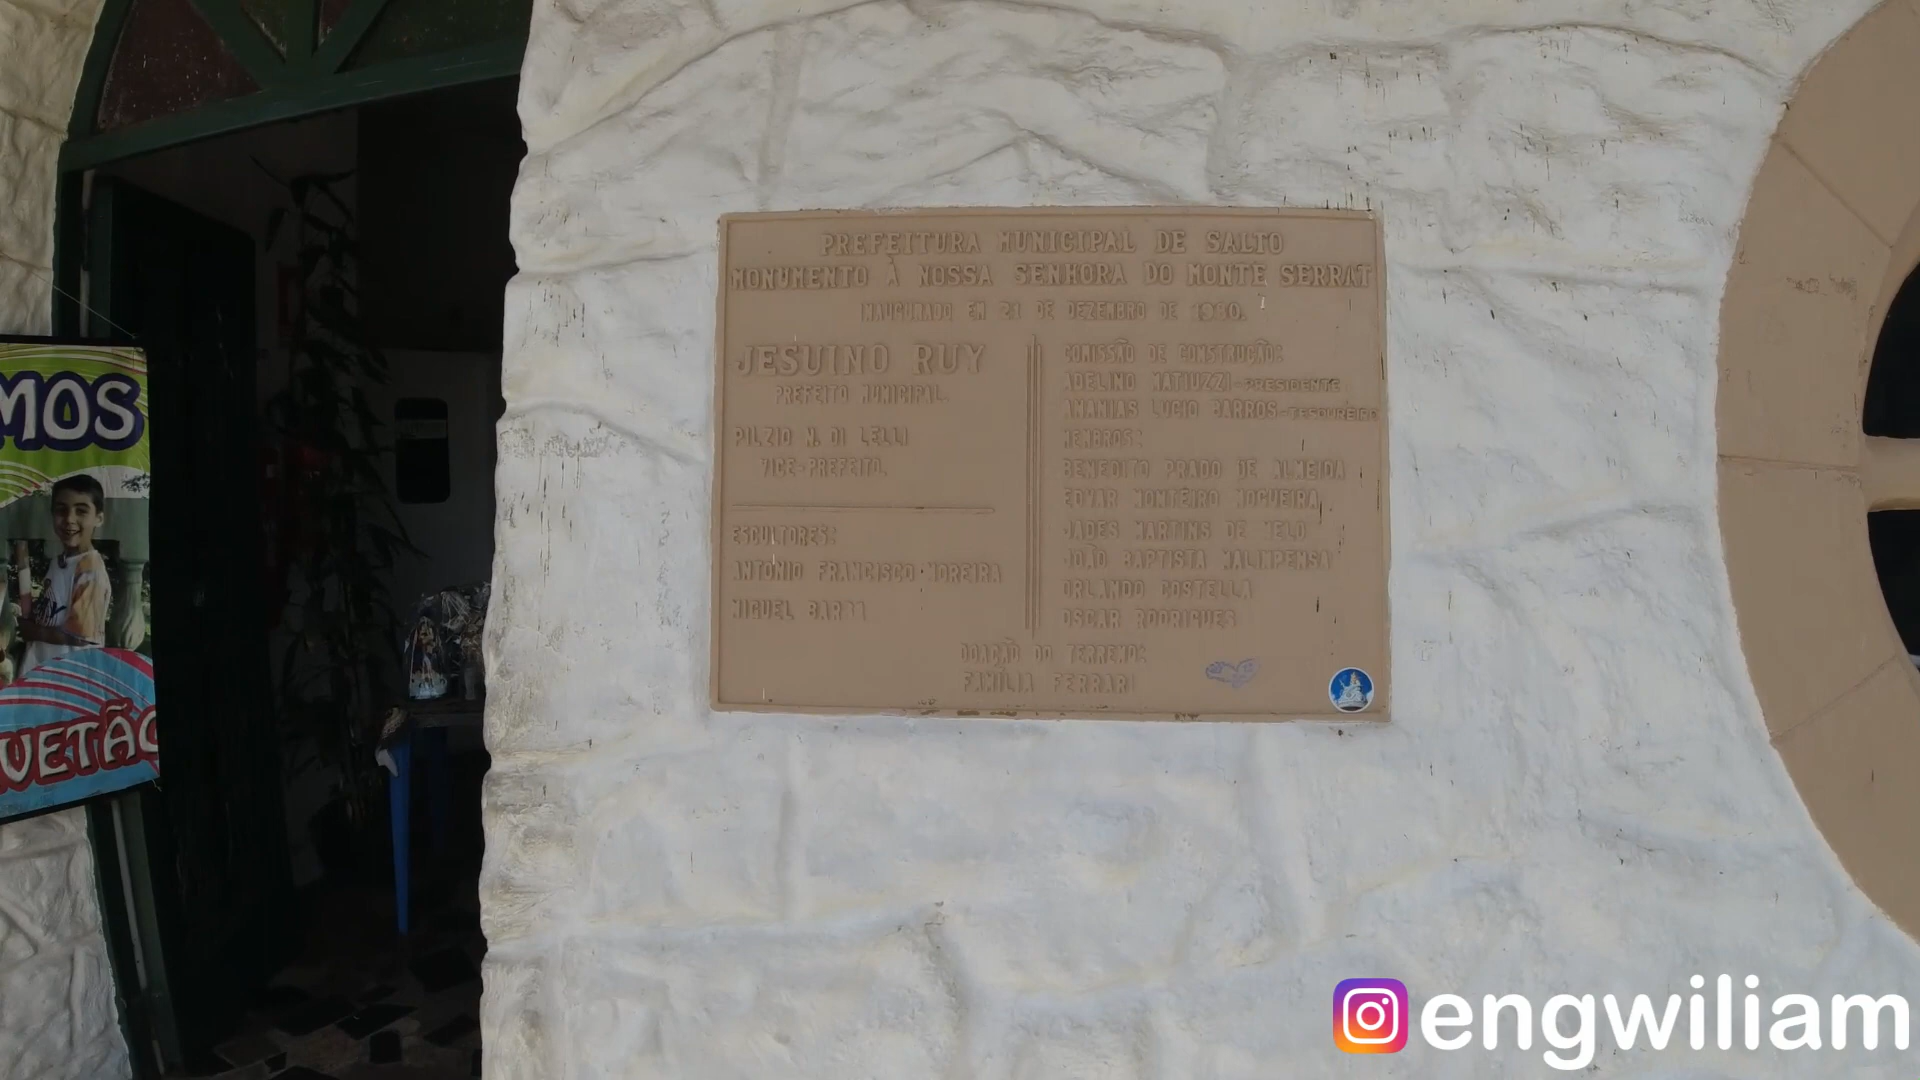 MOS
VETÃO
PREFEITURA MUNICIPAL DE SALTO
MONUMENTO À NOSSA SENHORA DO MONTE SERRAT
INAUGURADO EM 21 DE DEZEMBRO DE 1980.
JESUINO RUY
PREFEITO MUNICIPAL.
PILZIO N. DI LELLI
VICE-PREFEITO.
ESCULTORES:
ANTONIO FRANCISCO MOREIRA
MIGUEL
COMISSÃO DE CONSTRUÇÃO:
ADELINO MATIUZZI-PRESIDENTE
ANANIAS LUCIO BARROS-TESOUREIRO
MEMBROS:
BENEDITO PRADO DE ALMEIDA
EDVAR MONTEIRO NOGUEIRA
JADES MARTINS DE MELO
JOÃO BAPTISTA MALIMPENSA
ORLANDO COSTELLA
OSCAR RODRIGUES
DOAÇÃO DO TERRENO:
FAMÍLIA FERRARI
@engwiliam